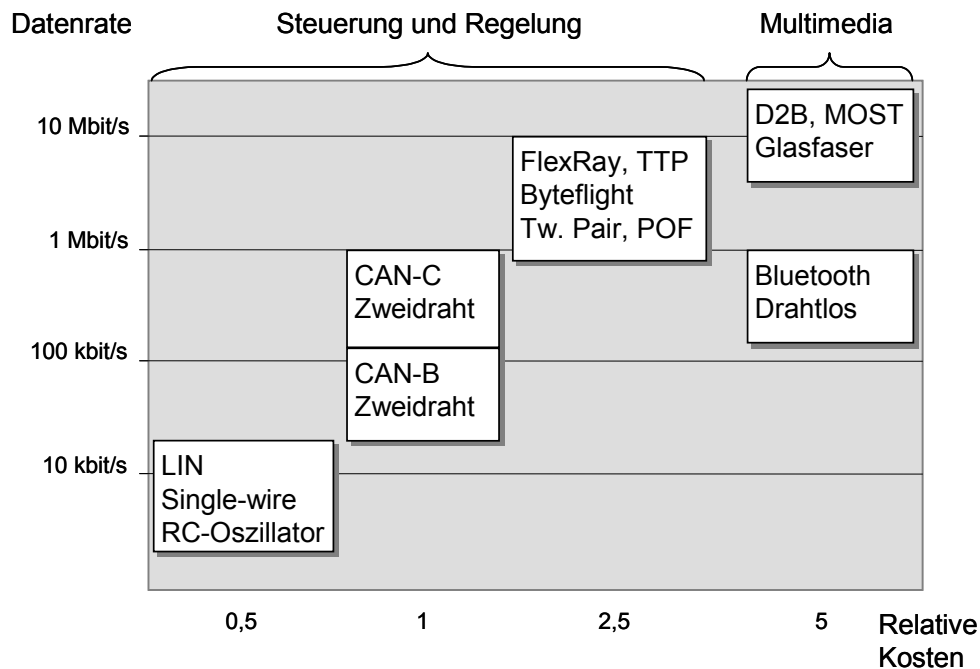 Datenrate
Steuerung und Regelung
Multimedia
10 Mbit/s
D2B, MOST
Glasfaser
FlexRay, TTP
Byteflight
Tw. Pair, POF
1 Mbit/s
CAN-C
Zweidraht
Bluetooth
Drahtlos
100 kbit/s
CAN-B
Zweidraht
10 kbit/s
LIN
Single-wire
RC-Oszillator
0,5
1
2,5
5
Relative
Kosten